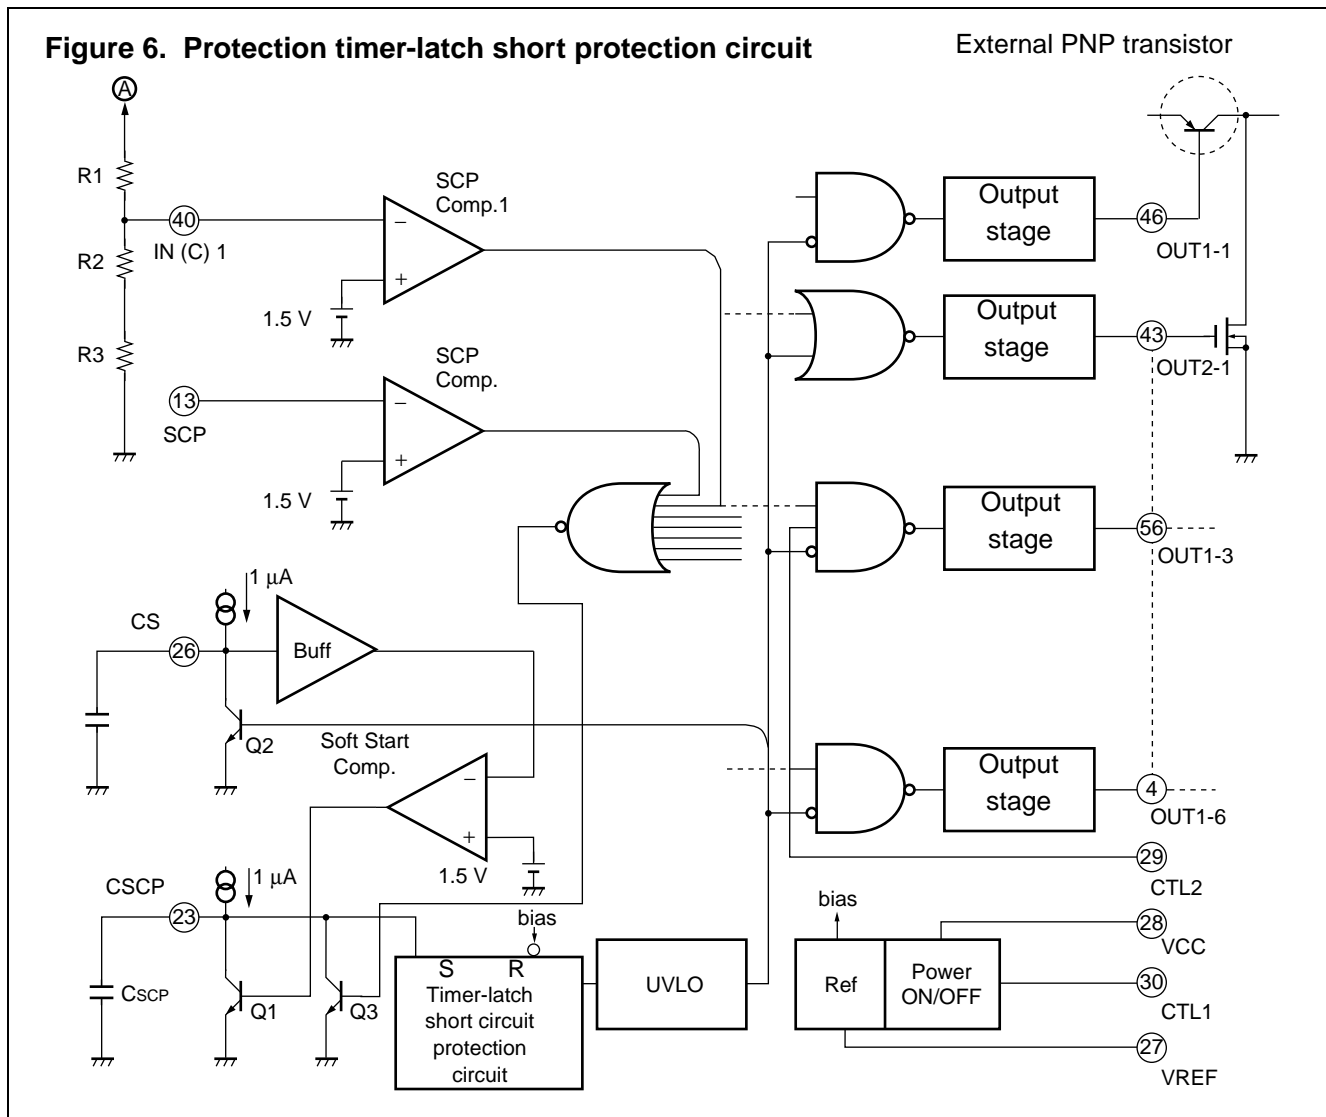 Figure 6.  Protection timer-latch short protection circuit
External PNP transistor
A
R1
R2
R3
40
IN (C) 1
SCP
Comp.1
−
+
1.5 V
13
SCP
SCP
Comp.
−
+
1.5 V
Output
stage
46
OUT1-1
Output
stage
43
OUT2-1
Output
stage
56
OUT1-3
Output
stage
4
OUT1-6
CS
26
1 μA
Buff
Q2
Soft Start
Comp.
−
+
1.5 V
CSCP
23
1 μA
CSCP
Q1
Q3
bias
S R
Timer-latch
short circuit
protection
circuit
UVLO
bias
Ref
Power
ON/OFF
29
CTL2
28
VCC
30
CTL1
27
VREF